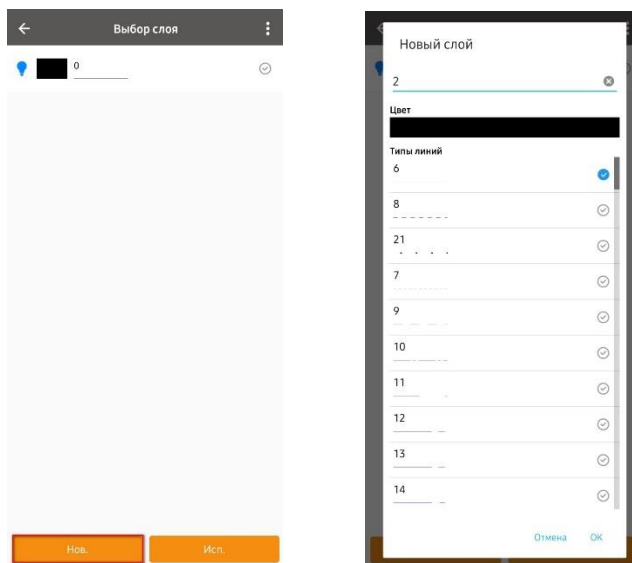 Выбор слоя
0
Нов.
Исп.
Новый слой
2
Цвет
Типы линий
6
8
21
7
9
10
11
12
13
14
Отмена
OK